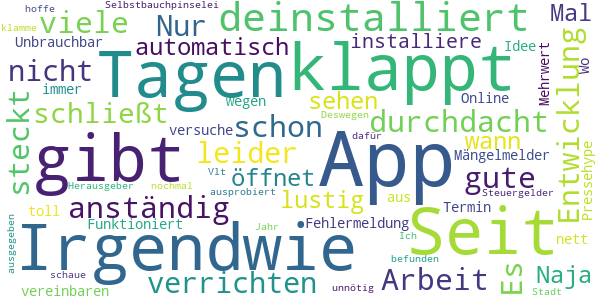 hoffe
Selbstbauchpinselei
Mal
klamme
viele
Nur
deinstalliert
Unbrauchbar
automatisch
installiere
Idee
nicht
Tagen
klappt
Entwicklung
Mehrwert
Wo
immer
wegen
sehen
Online
steckt
schließt
Deswegen
durchdacht
versuche
schon
dafür
wann
Pressehype
gibt
leider
App
Mängelmelder
Herausgeber
nochmal
Vlt
öffnet
gute
ausprobiert
Steuergelder
anständig
lustig
aus
Termin
toll
Jahr
Seit
nett
ausgegeben
Funktioniert
Fehlermeldung
Irgendwie
Ich
befunden
Es
Naja
schaue
verrichten
Arbeit
vereinbaren
unnötig
Stadt